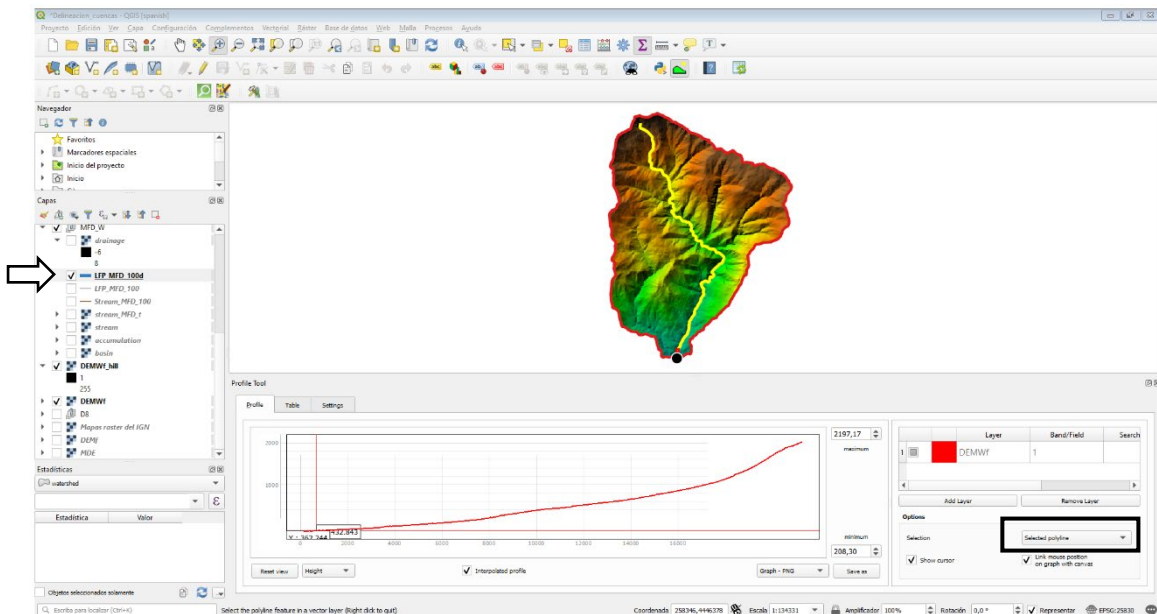 *Delineacion_cuencas - QGIS [spanish]
Proyecto Edición Ver Capa Configuración Complementos Vectorial Ráster Base de datos Web Malla Procesos Ayuda
Navegador
Favoritos
Marcadores espaciales
Inicio del proyecto
Inicio
Capas
MFD_W
drainage
-6
8
LFP_MFD_100d
LFP_MFD_100
Stream_MFD_100
stream_MFD_t
stream
accumulation
basin
DEMWf_hill
1
255
DEMWf
D8
Mapas raster del IGN
DEMf
MDE
Estadísticas
watershed
Estadística Valor
Objetos seleccionados solamente
Profile Tool
Profile Table Settings
2000
1000
432.843
Y : 362.244
0 2000 4000 6000 8000 10000 12000 14000 16000
2197,17
maximum
minimum
208,30
Reset view Height Interpolated profile Graph - PNG Save as
Layer Band/Field Search
1 DEMWf 1
Add Layer Remove Layer
Options
Selection Selected polyline
Show cursor Link mouse position on graph with canvas
Escriba para localizar (Ctrl+K) Select the polyline feature in a vector layer (Right click to quit) Coordenada 258346,4446378 Escala 1:134331 Amplificador 100% Rotación 0,0 ° Representar EPSG:25830